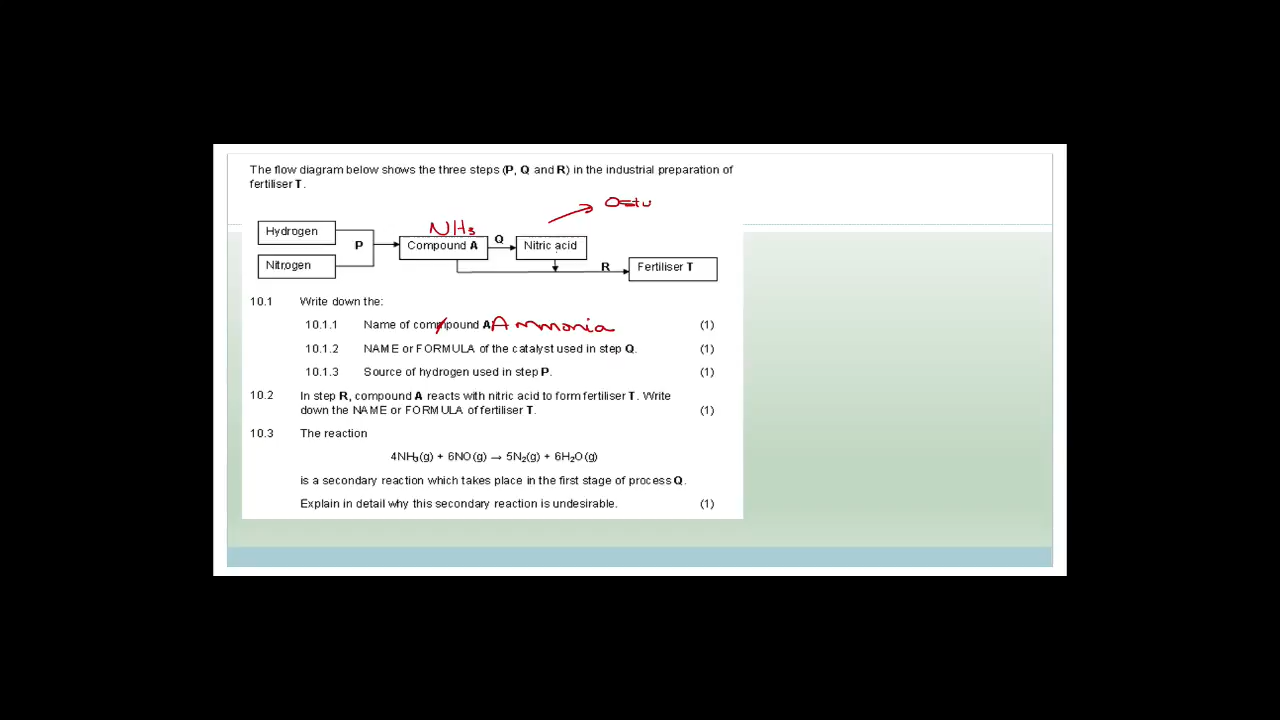 The flow diagram below shows the three steps (P, Q and R) in the industrial preparation of
fertiliser T.
Hydrogen
Nitrogen
P
NH₃
Compound A
Q
Nitric acid
R
Fertiliser T
10.1 Write down the:
10.1.1 Name of compound A Ammonia (1)
10.1.2 NAME or FORMULA of the catalyst used in step Q. (1)
10.1.3 Source of hydrogen used in step P. (1)
10.2 In step R, compound A reacts with nitric acid to form fertiliser T. Write
down the NAME or FORMULA of fertiliser T. (1)
10.3 The reaction
4NH₃(g) + 6NO(g) → 5N₂(g) + 6H₂O(g)
is a secondary reaction which takes place in the first stage of process Q.
Explain in detail why this secondary reaction is undesirable. (1)